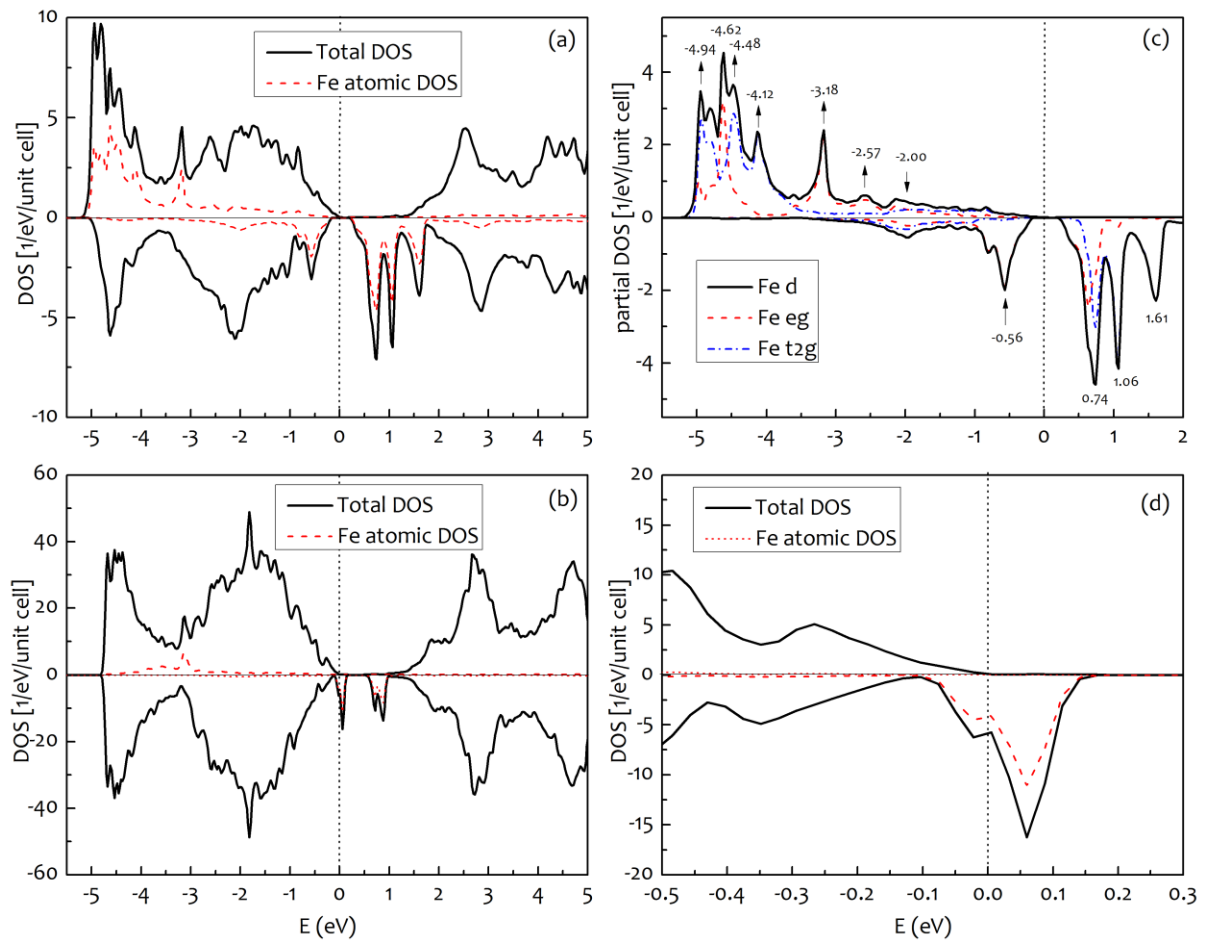 (a)
Total DOS
Fe atomic DOS
DOS [1/eV/unit cell]
10
5
0
-5
-10
-5 -4 -3 -2 -1 0 1 2 3 4 5
(c)
-4.94
-4.62
-4.48
-4.12
-3.18
-2.57
-2.00
-0.56
0.74
1.06
1.61
Fe d
Fe eg
Fe t2g
partial DOS [1/eV/unit cell]
4
2
0
-2
-4
-5 -4 -3 -2 -1 0 1 2
(b)
Total DOS
Fe atomic DOS
DOS [1/eV/unit cell]
60
40
20
0
-20
-40
-60
-5 -4 -3 -2 -1 0 1 2 3 4 5
E (eV)
(d)
Total DOS
Fe atomic DOS
DOS [1/eV/unit cell]
20
15
10
5
0
-5
-10
-15
-20
-0.5 -0.4 -0.3 -0.2 -0.1 0.0 0.1 0.2 0.3
E (eV)